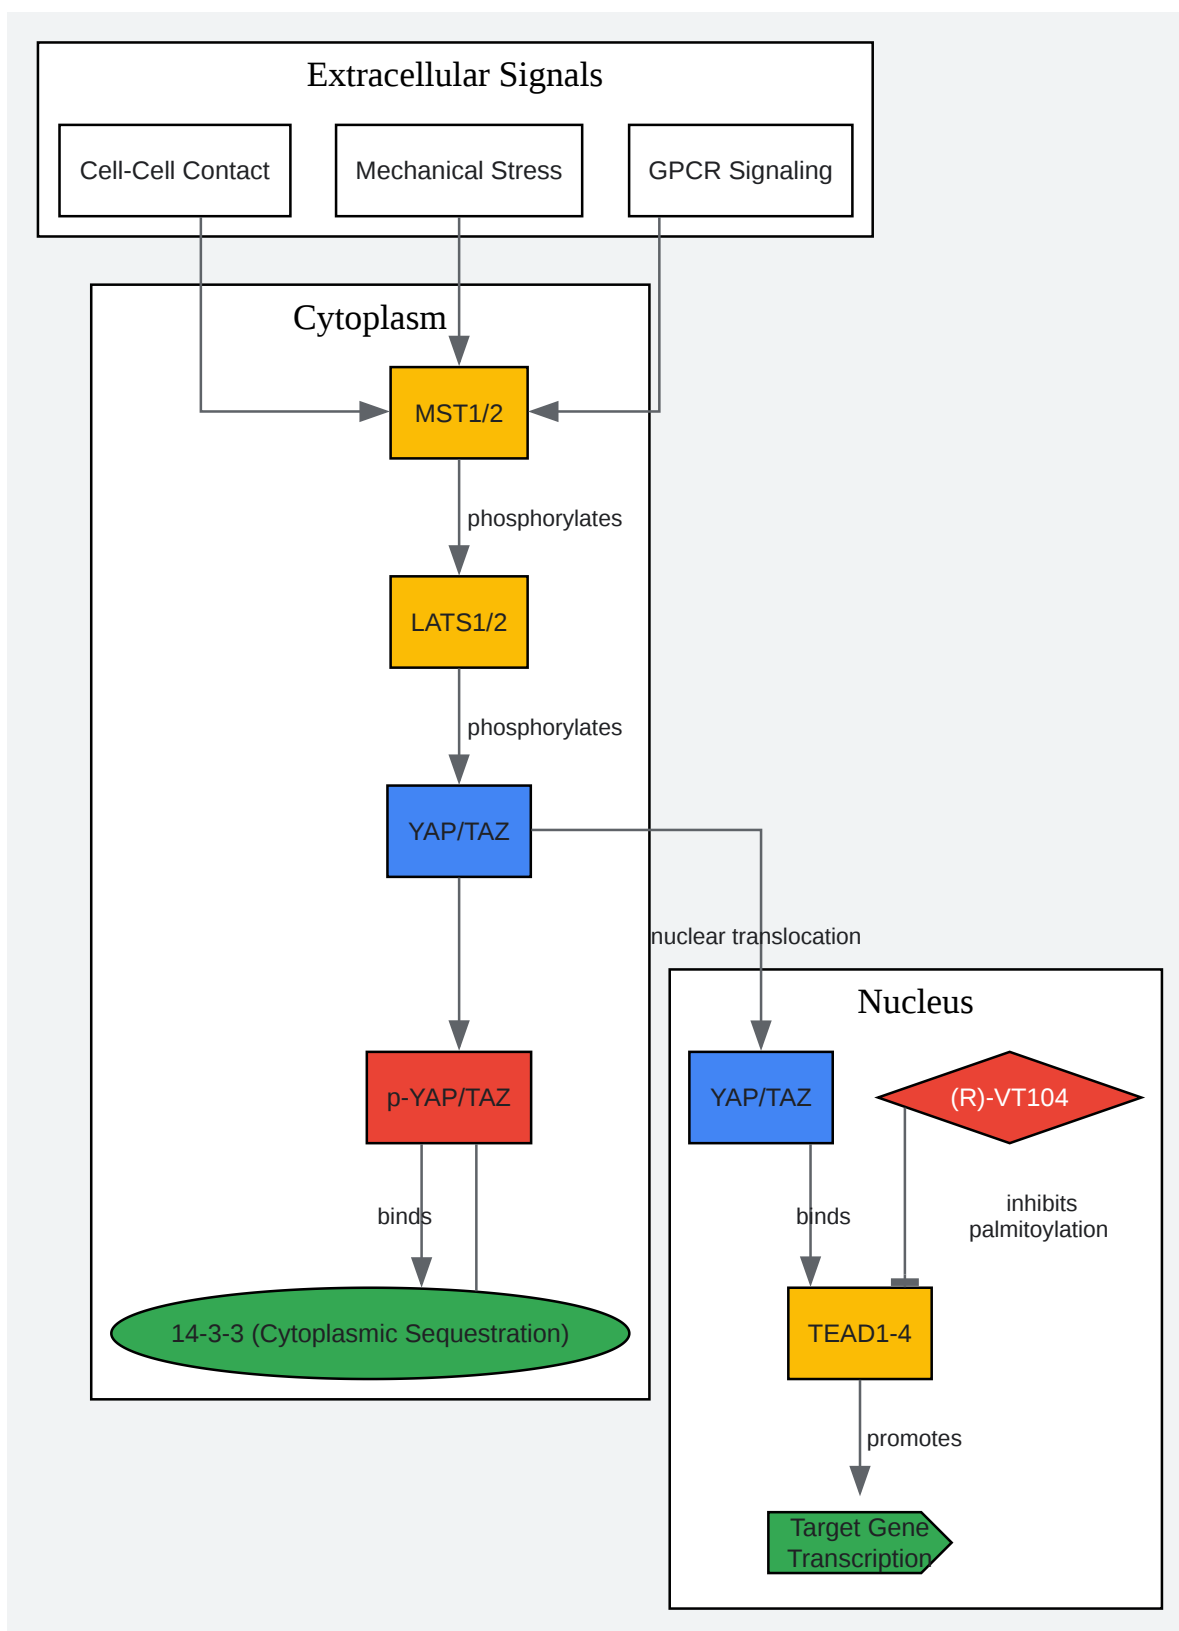 Extracellular Signals
Cell-Cell Contact
Mechanical Stress
GPCR Signaling
Cytoplasm
MST1/2
phosphorylates
LATS1/2
phosphorylates
YAP/TAZ
nuclear translocation
Nucleus
p-YAP/TAZ
YAP/TAZ
(R)-VT104
binds
binds
inhibits
palmitoylation
14-3-3 (Cytoplasmic Sequestration)
TEAD1-4
promotes
Target Gene
Transcription